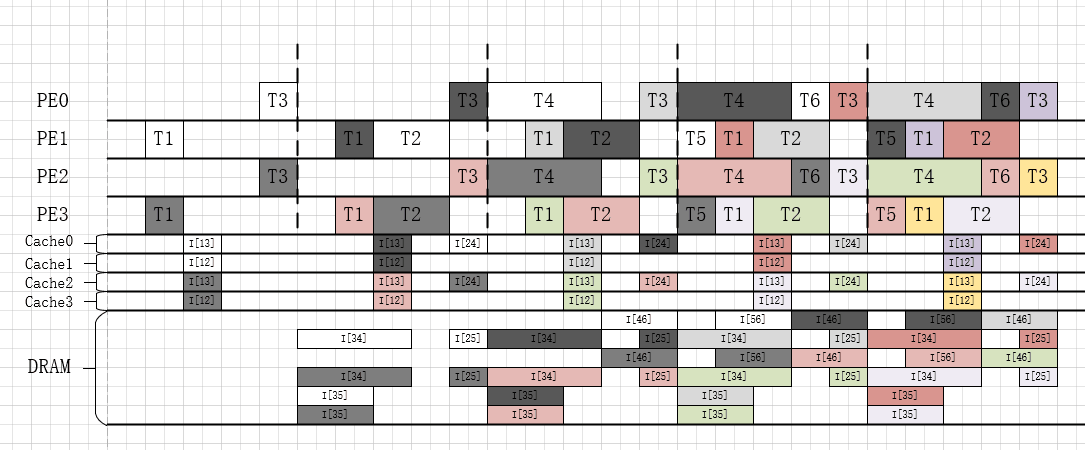 PE0 T3 T3 T4 T3 T4 T6 T3 T4 T6 T3
PE1 T1 T1 T2 T1 T2 T5 T1 T2 T5 T1 T2
PE2 T3 T3 T4 T3 T4 T6 T3 T4 T6 T3
PE3 T1 T1 T2 T1 T2 T5 T1 T2 T5 T1 T2
Cache0 I[13] I[13] I[24] I[13] I[24] I[13] I[24] I[13] I[24]
Cache1 I[12] I[12] I[12] I[12] I[12]
Cache2 I[13] I[13] I[24] I[13] I[24] I[13] I[24] I[13] I[24]
Cache3 I[12] I[12] I[12] I[12] I[12]
I[46] I[56] I[46] I[56] I[46]
I[34] I[25] I[34] I[25] I[34] I[25] I[34] I[25]
DRAM I[46] I[56] I[46] I[56] I[46]
I[34] I[25] I[34] I[25] I[34] I[25] I[34] I[25]
I[35] I[35] I[35] I[35]
I[35] I[35] I[35] I[35]